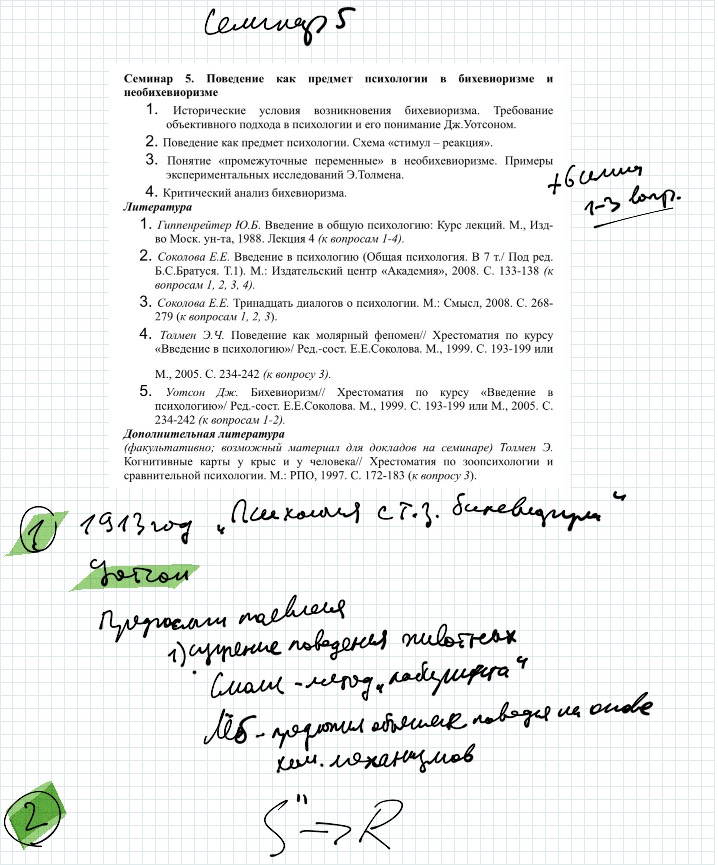 Семинар 5
Семинар 5. Поведение как предмет психологии в бихевиоризме и
необихевиоризме
1. Исторические условия возникновения бихевиоризма. Требование
объективного подхода в психологии и его понимание Дж.Уотсоном.
2. Поведение как предмет психологии. Схема «стимул – реакция».
3. Понятие «промежуточные переменные» в необихевиоризме. Примеры
экспериментальных исследований Э.Толмена.
4. Критический анализ бихевиоризма.
+6 семин
1-3 вопр.
Литература
1. Гиппенрейтер Ю.Б. Введение в общую психологию: Курс лекций. М., Изд-
во Моск. ун-та, 1988. Лекция 4 (к вопросам 1-4).
2. Соколова Е.Е. Введение в психологию (Общая психология. В 7 т./ Под ред.
Б.С.Братуся. Т.1). М.: Издательский центр «Академия», 2008. С. 133-138 (к
вопросам 1, 2, 3, 4).
3. Соколова Е.Е. Тринадцать диалогов о психологии. М.: Смысл, 2008. С. 268-
279 (к вопросам 1, 2, 3).
4. Толмен Э.Ч. Поведение как молярный феномен// Хрестоматия по курсу
«Введение в психологию»/ Ред.-сост. Е.Е.Соколова. М., 1999. С. 193-199 или
М., 2005. С. 234-242 (к вопросу 3).
5. Уотсон Дж. Бихевиоризм// Хрестоматия по курсу «Введение в
психологию»/ Ред.-сост. Е.Е.Соколова. М., 1999. С. 193-199 или М., 2005. С.
234-242 (к вопросам 1-2).
Дополнительная литература
(факультативно; возможный материал для докладов на семинаре) Толмен Э.
Когнитивные карты у крыс и у человека// Хрестоматия по зоопсихологии и
сравнительной психологии. М.: РПО, 1997. С. 172-183 (к вопросу 3).
1 1913 год „Психология с т.з. бихевиоризма“
Уотсон
1) изучение поведения животных
Смолл - метод „лабиринта“
Лёб - предложил поведения на основе
хим. механизмов
2
S → R